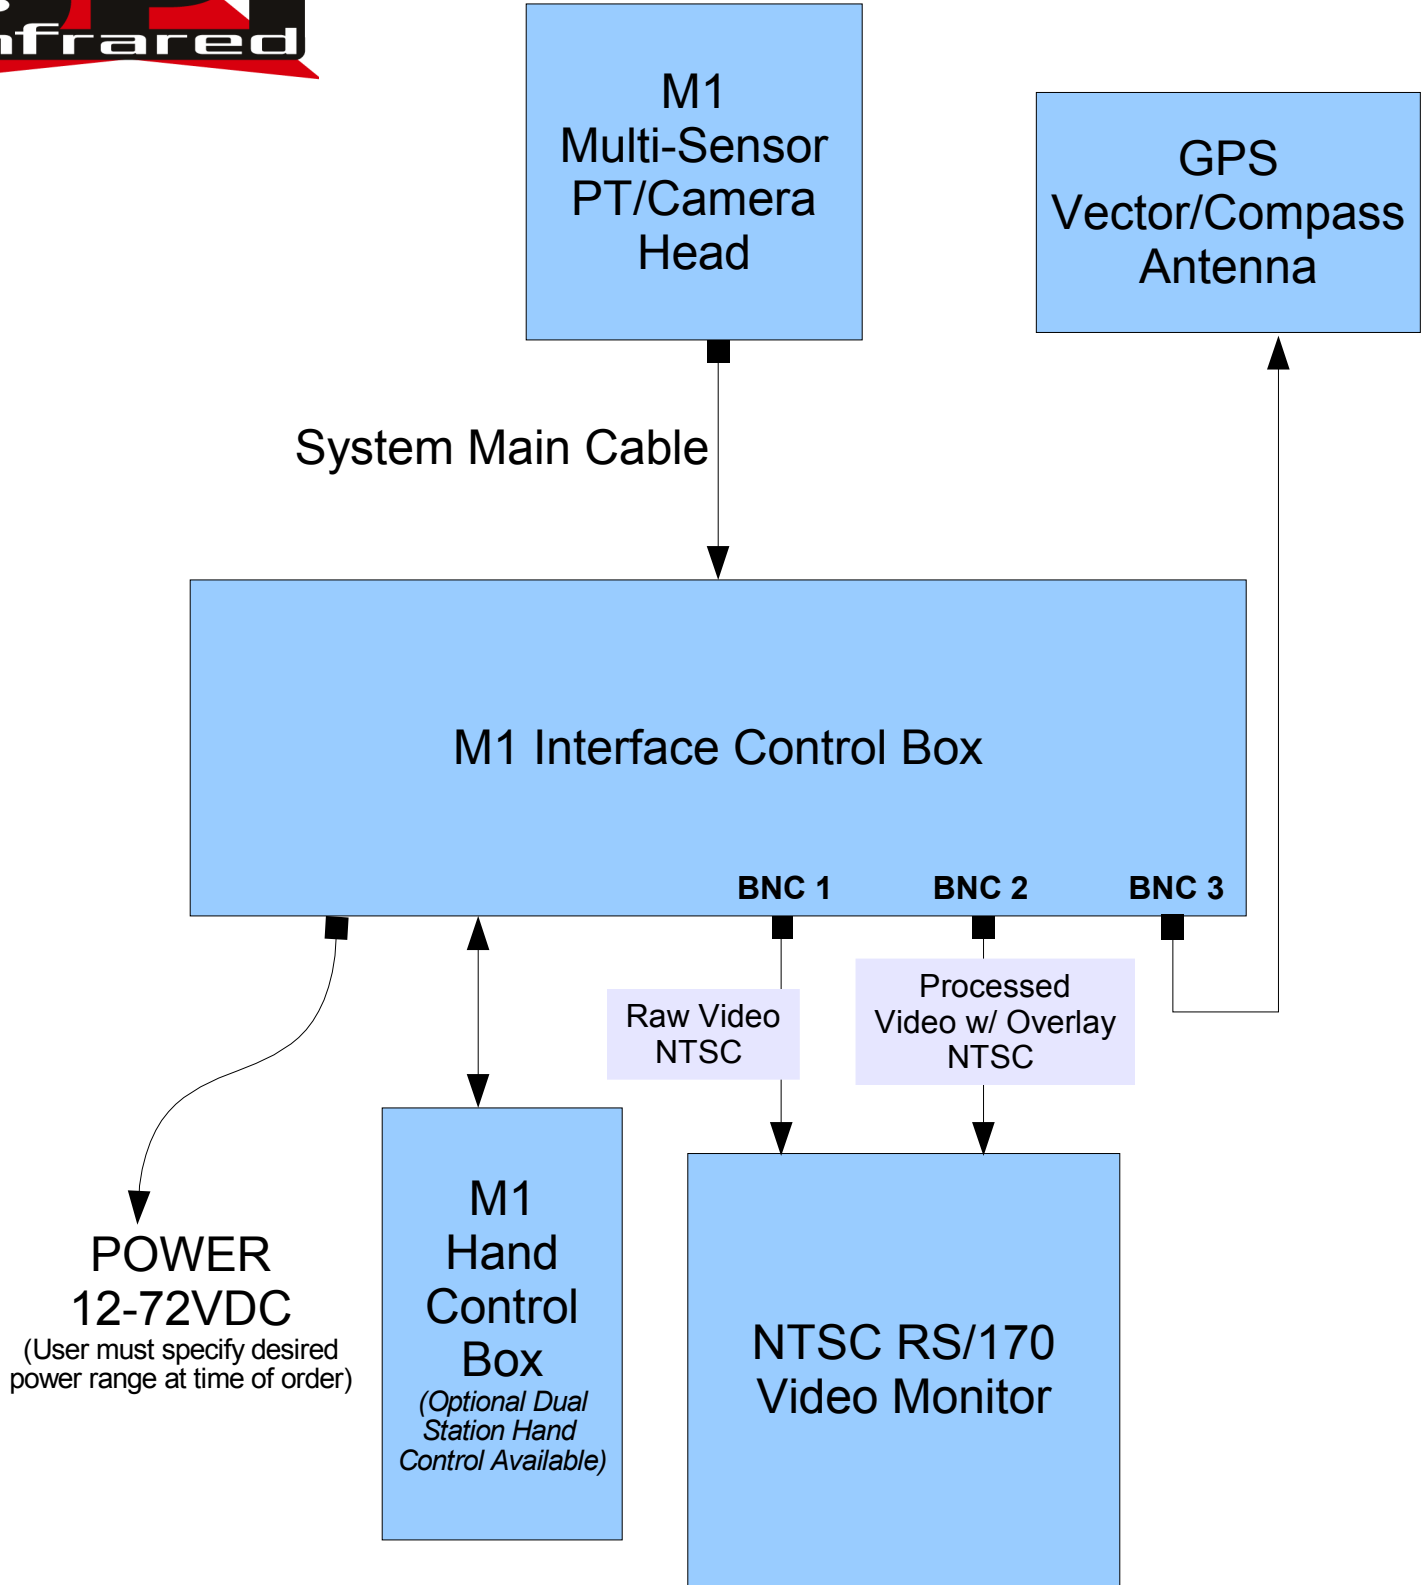 nfrared
M1
Multi-Sensor
PT/Camera
Head
GPS
Vector/Compass
Antenna
System Main Cable
M1 Interface Control Box
BNC 1
BNC 2
BNC 3
Raw Video
NTSC
Processed
Video w/ Overlay
NTSC
POWER
12-72VDC
(User must specify desired
power range at time of order)
M1
Hand
Control
Box
(Optional Dual
Station Hand
Control Available)
NTSC RS/170
Video Monitor